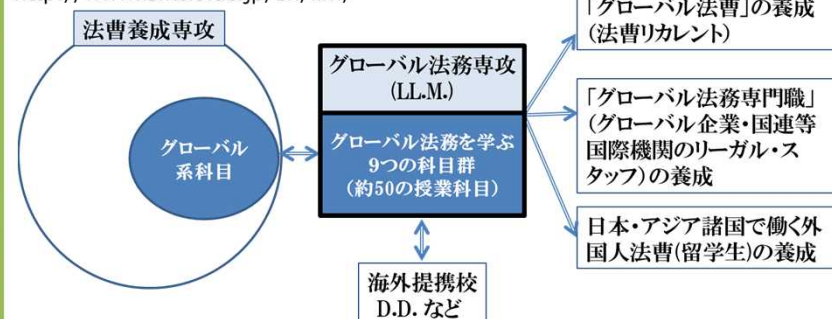 法曹養成専攻
グローバル
系科目
グローバル法務専攻
(LL.M.)
グローバル法務を学ぶ
9つの科目群
(約50の授業科目)
海外提携校
D.D. など
「グローバル法曹」の養成
(法曹リカレント)
「グローバル法務専門職」
(グローバル企業・国連等
国際機関のリーガル・ス
タッフ)の養成
日本・アジア諸国で働く外
国人法曹(留学生)の養成